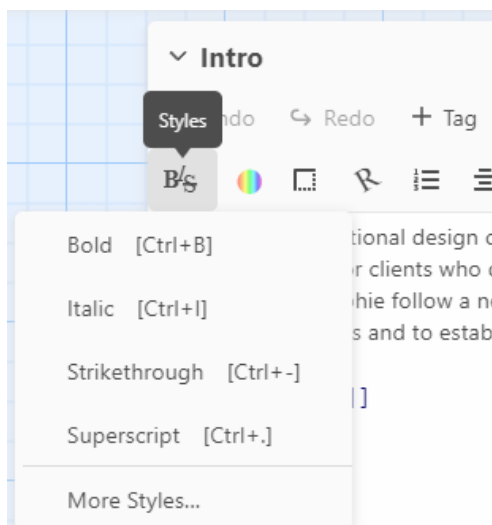 Intro
Styles
Redo
+ Tag
Bold [Ctrl+B]
tional design
Italic [Ctrl+I]
clients who
follow a
Strikethrough [Ctrl+-]
s and to estab
Superscript [Ctrl+.]
]
More Styles...